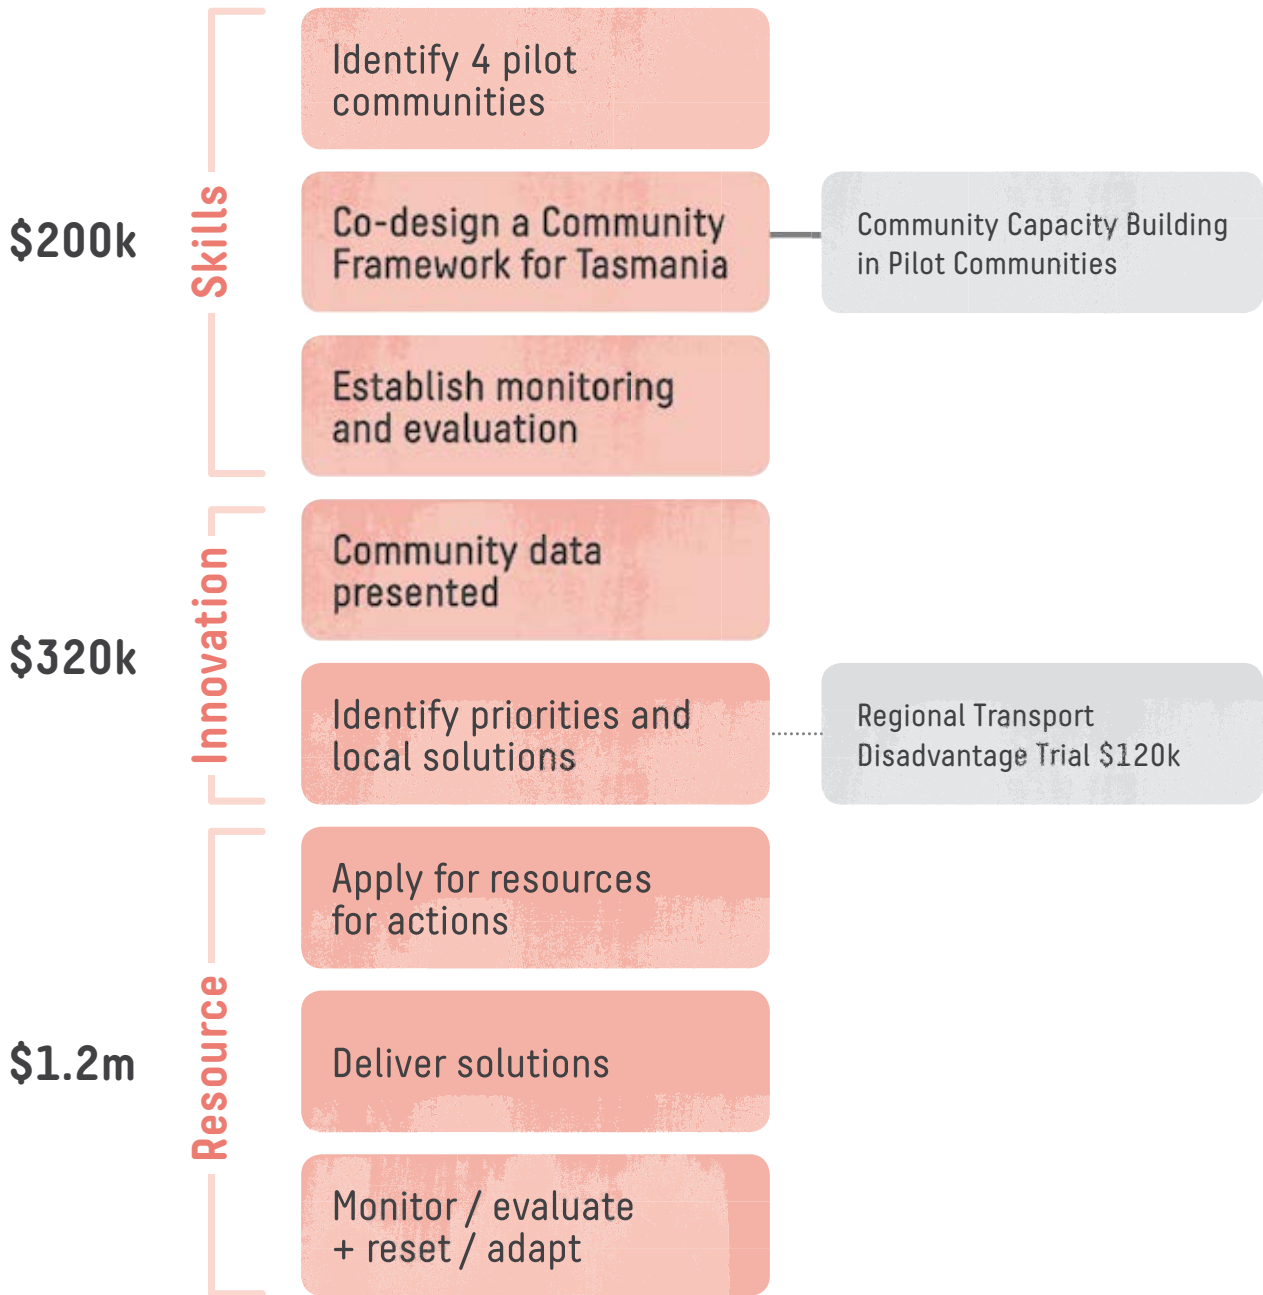 $200k
Skills
Identify 4 pilot
communities
Co-design a Community
Framework for Tasmania
Community Capacity Building
in Pilot Communities
Establish monitoring
and evaluation
$320k
Innovation
Community data
presented
Identify priorities and
local solutions
Regional Transport
Disadvantage Trial $120k
$1.2m
Resource
Apply for resources
for actions
Deliver solutions
Monitor / evaluate
+ reset / adapt